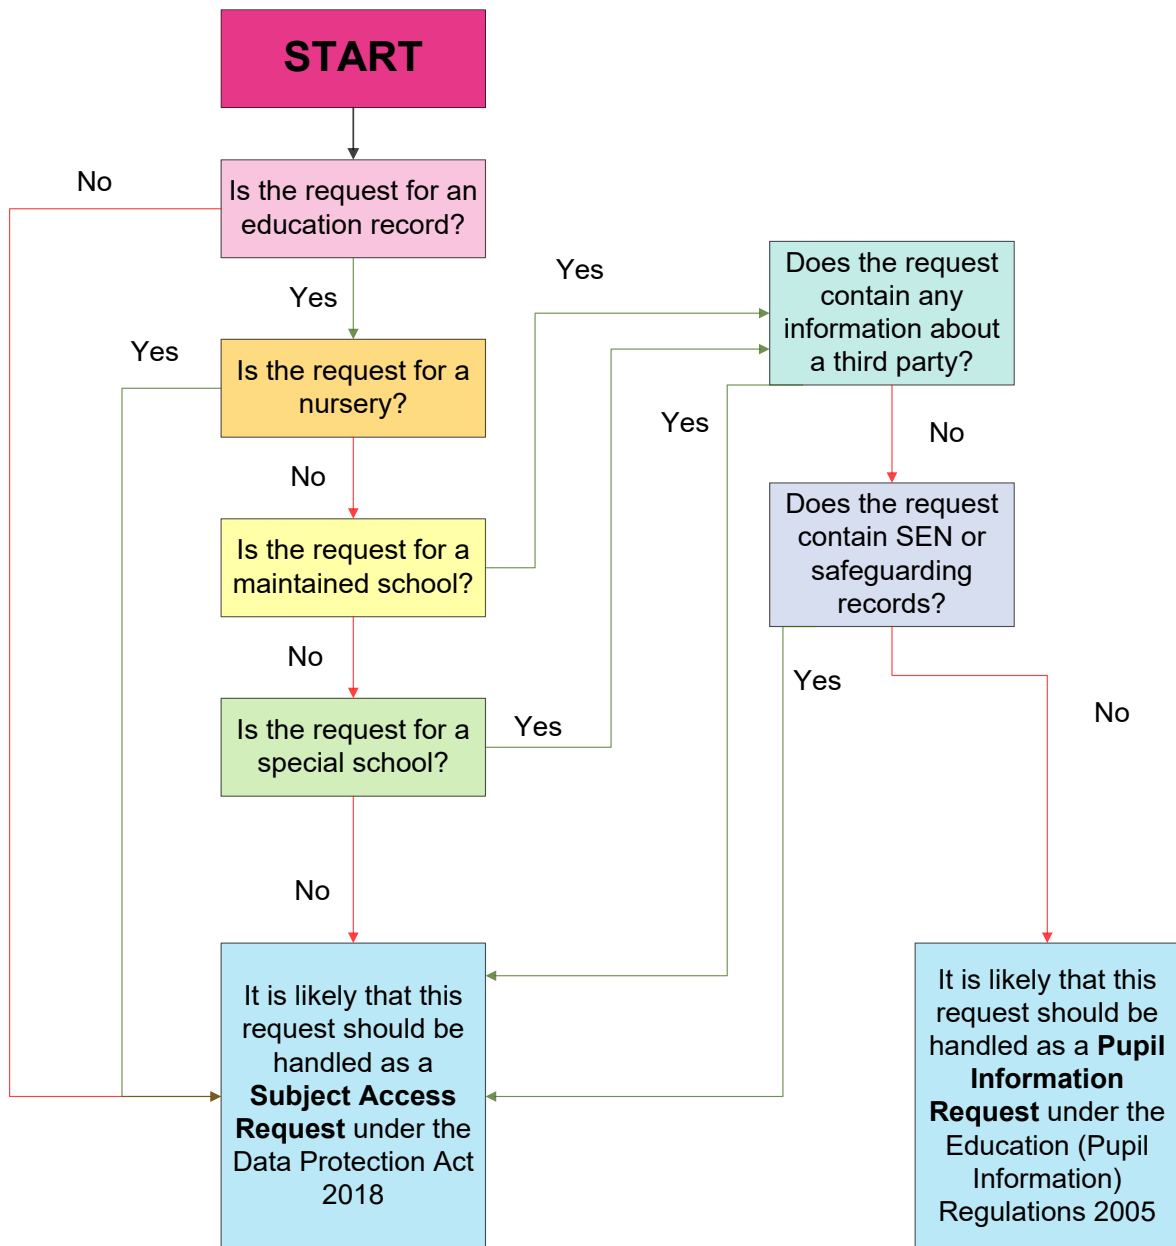 START
No
Is the request for an
education record?
Yes
Does the request
contain any
information about
a third party?
Yes
Yes
Is the request for a
nursery?
Yes
No
No
Is the request for a
maintained school?
Does the request
contain SEN or
safeguarding
records?
No
Yes
No
Is the request for a
special school?
Yes
No
It is likely that this
request should be
handled as a
Subject Access
Request under the
Data Protection Act
2018
It is likely that this
request should be
handled as a Pupil
Information
Request under the
Education (Pupil
Information)
Regulations 2005